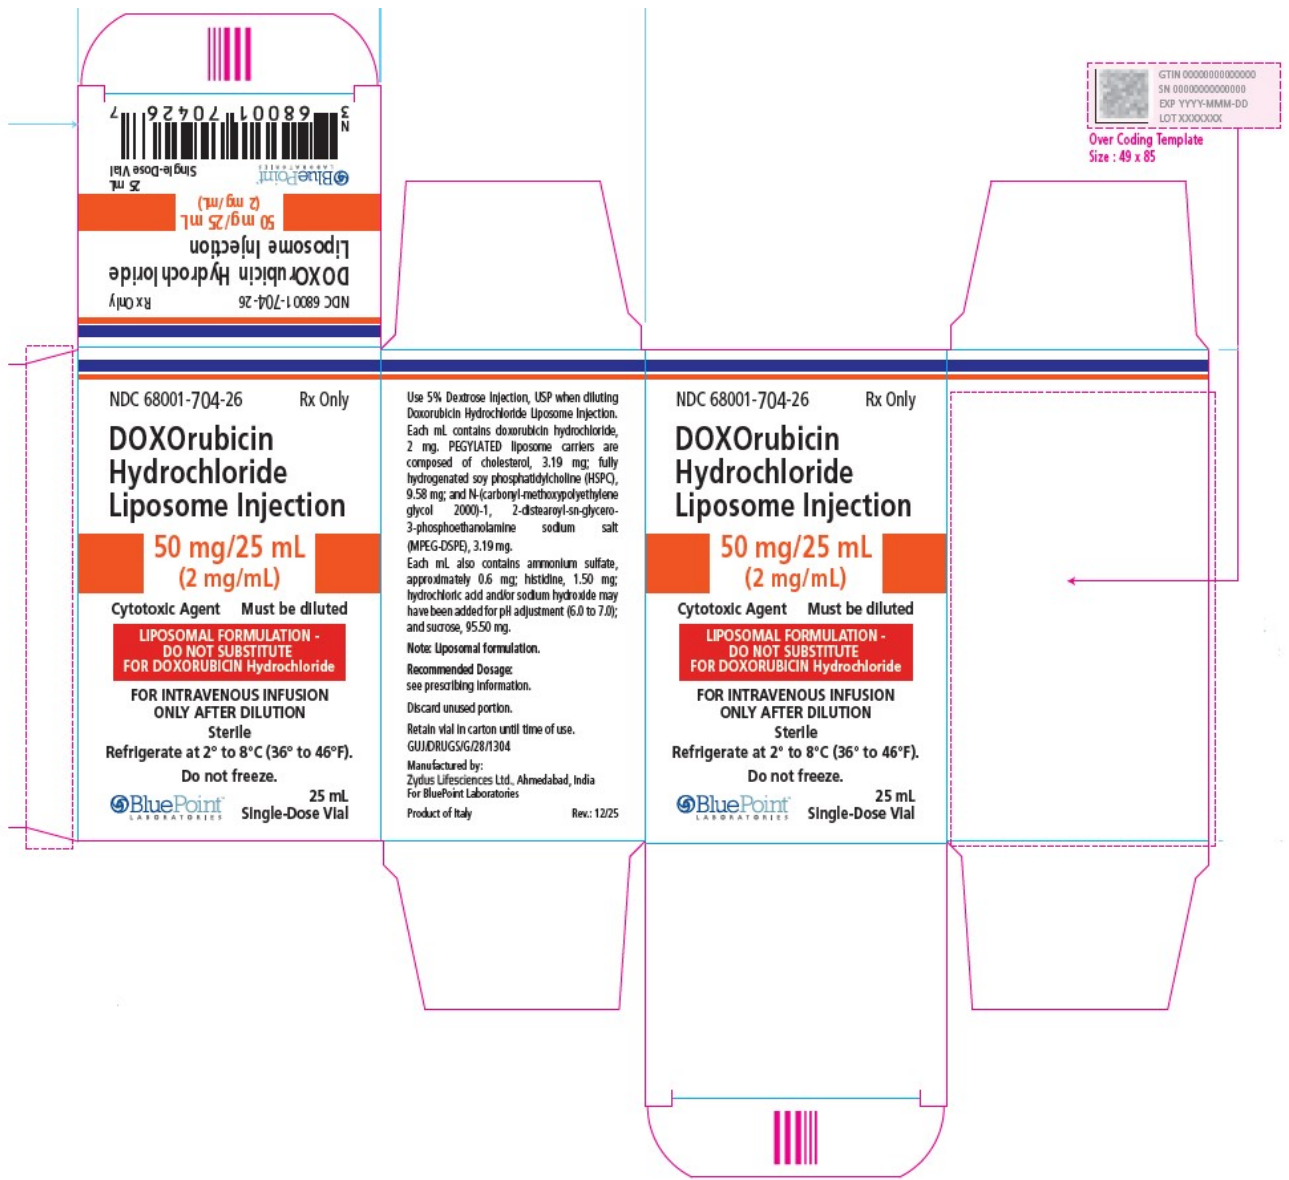 GTIN 00000000000000
SN 00000000000000
EXP YYYY-MMM-DD
LOT XXXXXXX
Over Coding Template
Size : 49 x 85
N
3 68001 70426 7
BluePoint
LABORATORIES
25 mL
Single-Dose Vial
50 mg/25 mL
(2 mg/mL)
DOXOrubicin Hydrochloride
Liposome Injection
NDC 68001-704-26 Rx Only
NDC 68001-704-26 Rx Only
DOXOrubicin
Hydrochloride
Liposome Injection
50 mg/25 mL
(2 mg/mL)
Cytotoxic Agent Must be diluted
LIPOSOMAL FORMULATION -
DO NOT SUBSTITUTE
FOR DOXORUBICIN Hydrochloride
FOR INTRAVENOUS INFUSION
ONLY AFTER DILUTION
Sterile
Refrigerate at 2° to 8°C (36° to 46°F).
Do not freeze.
BluePoint
LABORATORIES
25 mL
Single-Dose Vial
Use 5% Dextrose Injection, USP when diluting
Doxorubicin Hydrochloride Liposome Injection.
Each mL contains doxorubicin hydrochloride,
2 mg. PEGYLATED liposome carriers are
composed of cholesterol, 3.19 mg; fully
hydrogenated soy phosphatidylcholine (HSPC),
9.58 mg; and N-(carbonyl-methoxypolyethylene
glycol 2000)-1, 2-distearoyl-sn-glycero-
3-phosphoethanolamine sodium salt
(MPEG-DSPE), 3.19 mg.
Each mL also contains ammonium sulfate,
approximately 0.6 mg; histidine, 1.50 mg;
hydrochloric acid and/or sodium hydroxide may
have been added for pH adjustment (6.0 to 7.0);
and sucrose, 95.50 mg.
Note: Liposomal formulation.
Recommended Dosage:
see prescribing information.
Discard unused portion.
Retain vial in carton until time of use.
GUJ/DRUGS/G/28/1304
Manufactured by:
Zydus Lifesciences Ltd., Ahmedabad, India
For BluePoint Laboratories
Product of Italy Rev.: 12/25
NDC 68001-704-26 Rx Only
DOXOrubicin
Hydrochloride
Liposome Injection
50 mg/25 mL
(2 mg/mL)
Cytotoxic Agent Must be diluted
LIPOSOMAL FORMULATION -
DO NOT SUBSTITUTE
FOR DOXORUBICIN Hydrochloride
FOR INTRAVENOUS INFUSION
ONLY AFTER DILUTION
Sterile
Refrigerate at 2° to 8°C (36° to 46°F).
Do not freeze.
BluePoint
LABORATORIES
25 mL
Single-Dose Vial